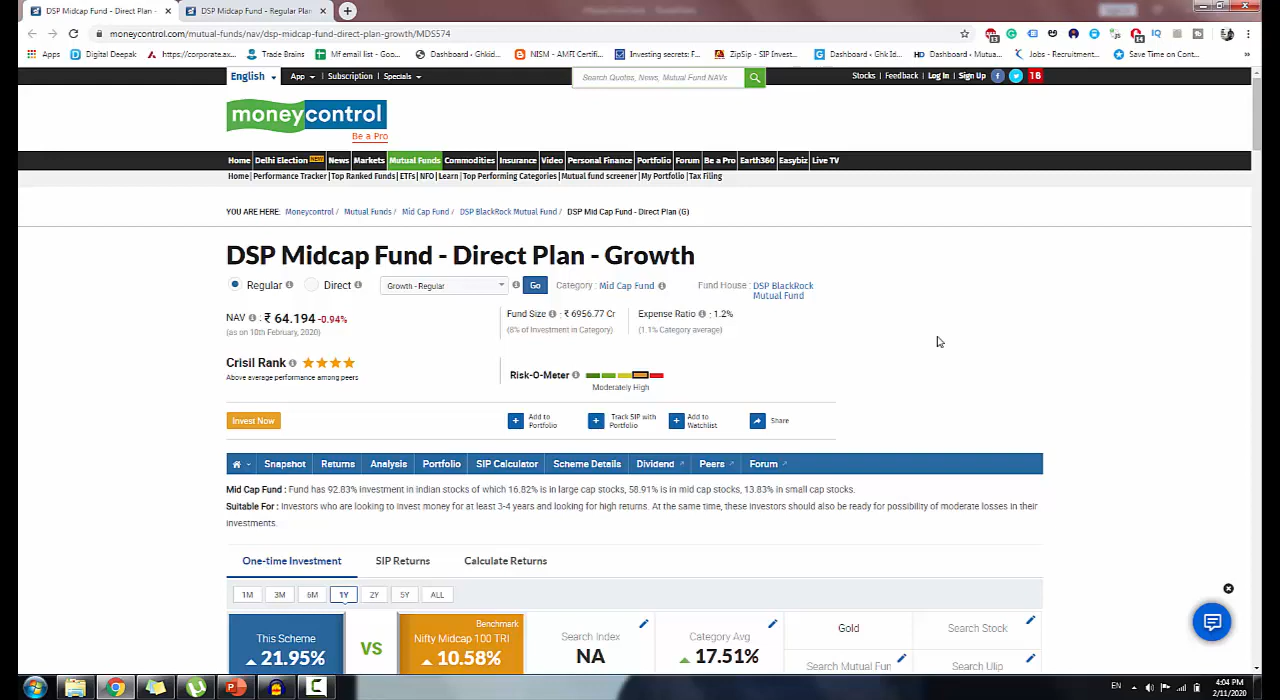 DSP Midcap Fund - Direct Plan -
DSP Midcap Fund - Regular Plan
moneycontrol.com/mutual-funds/nav/dsp-midcap-fund-direct-plan-growth/MDS574
Apps Digital Deepak https://corporate.ax... Trade Brains Mf email list - Goo... Dashboard ‹ Ghkid... NISM - AMFI Certifi... Investing secrets: F... ZipSip - SIP Invest... Dashboard ‹ Ghk Id... Dashboard ‹ Mutua... Jobs - Recruitment... Save Time on Cont... »
English App Subscription Specials
Search Quotes, News, Mutual Fund NAVs
Stocks | Feedback | Log In | Sign Up 18
moneycontrol
Be a Pro
Home Delhi Election NEW News Markets Mutual Funds Commodities Insurance Video Personal Finance Portfolio Forum Be a Pro Earth360 Easybiz Live TV
Home | Performance Tracker | Top Ranked Funds | ETFs | NFO | Learn | Top Performing Categories | Mutual fund screener | My Portfolio | Tax Filing
YOU ARE HERE: Moneycontrol / Mutual Funds / Mid Cap Fund / DSP BlackRock Mutual Fund / DSP Mid Cap Fund - Direct Plan (G)
DSP Midcap Fund - Direct Plan - Growth
Regular Direct Growth - Regular Go Category : Mid Cap Fund Fund House : DSP BlackRock
Mutual Fund
NAV : ₹ 64.194 -0.94%
(as on 10th February, 2020)
Fund Size : ₹ 6956.77 Cr
(8% of Investment in Category)
Expense Ratio : 1.2%
(1.1% Category average)
Crisil Rank
Above average performance among peers
Risk-O-Meter
Moderately High
Invest Now
Add to
Portfolio
Track SIP with
Portfolio
Add to
Watchlist
Share
Snapshot Returns Analysis Portfolio SIP Calculator Scheme Details Dividend Peers Forum
Mid Cap Fund : Fund has 92.83% investment in indian stocks of which 16.82% is in large cap stocks, 58.91% is in mid cap stocks, 13.83% in small cap stocks.
Suitable For : Investors who are looking to invest money for at least 3-4 years and looking for high returns. At the same time, these investors should also be ready for possibility of moderate losses in their
investments.
One-time Investment SIP Returns Calculate Returns
1M 3M 6M 1Y 2Y 5Y ALL
This Scheme
21.95%
VS
Benchmark
Nifty Midcap 100 TRI
10.58%
Search Index
NA
Category Avg
17.51%
Gold
Search Stock
Search Mutual Fun
Search Ulip
EN
4:04 PM
2/11/2020